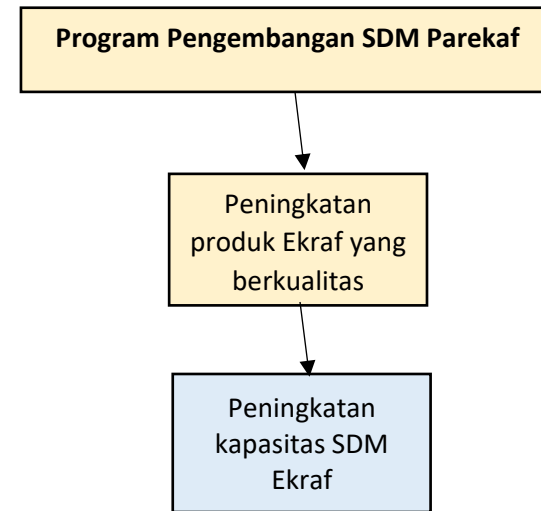 Program Pengembangan SDM Parekaf
Peningkatan
produk Ekraf yang
berkualitas
Peningkatan
kapasitas SDM
Ekraf